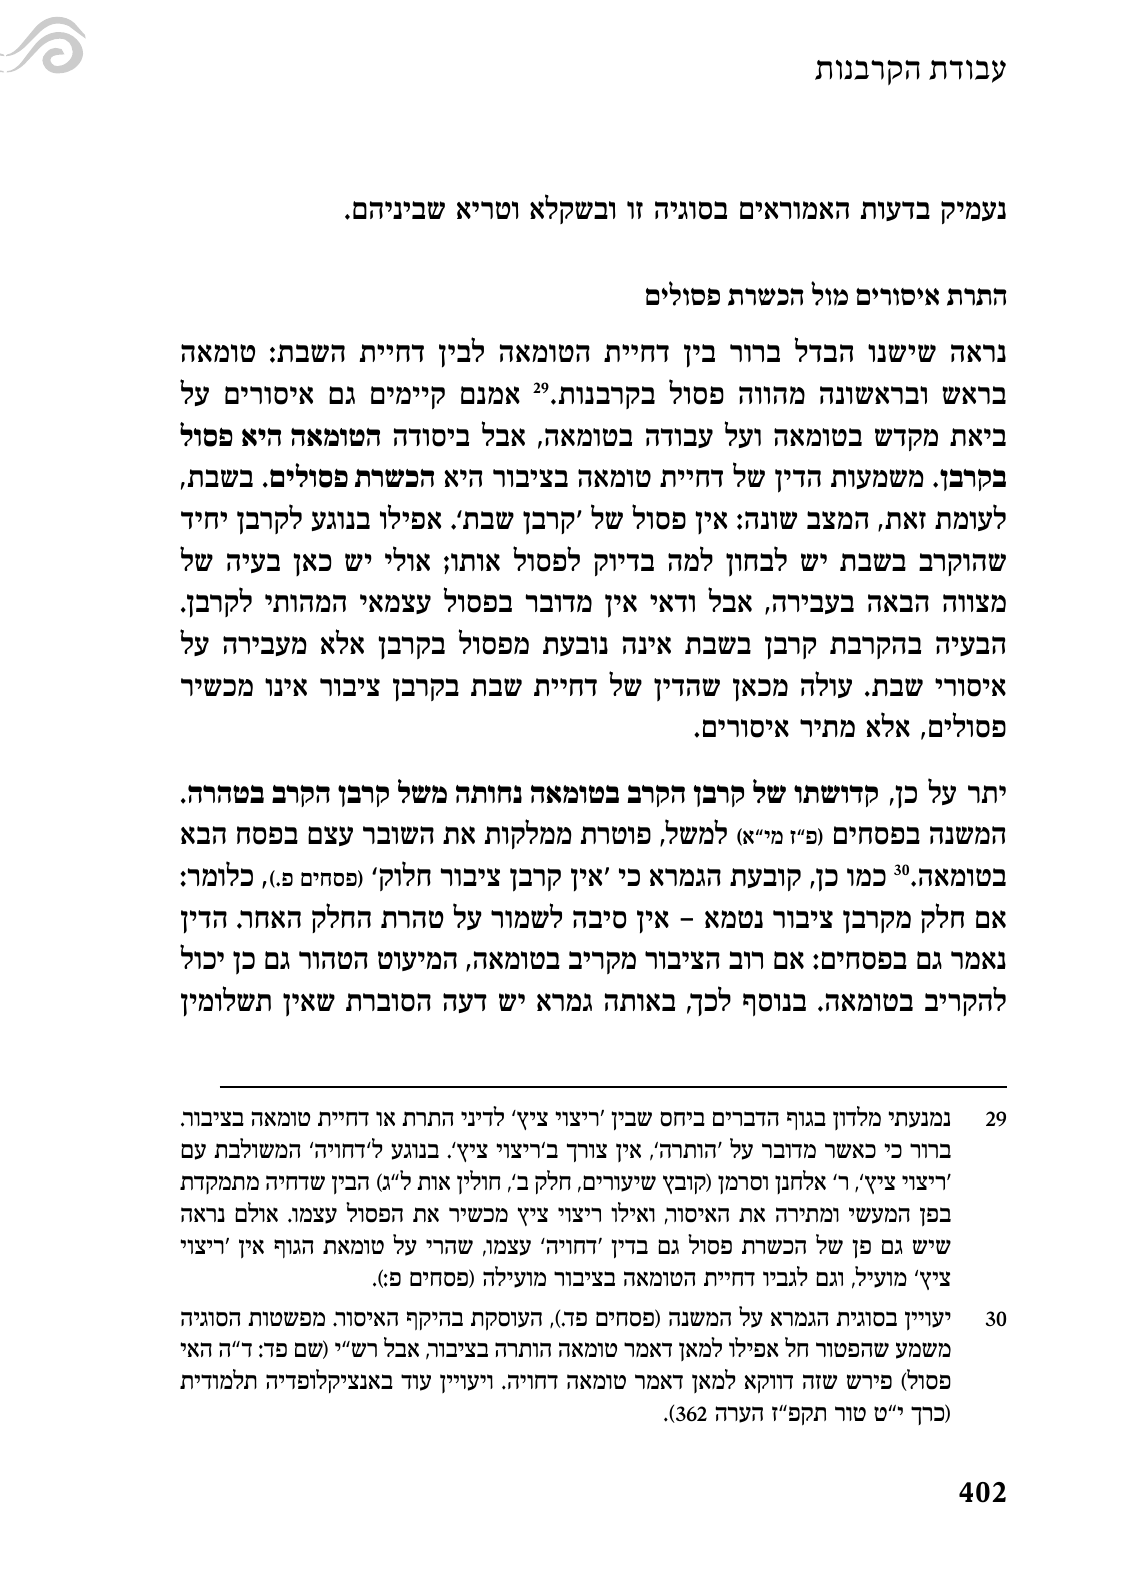 עבודת הקרבנות
נעמיק בדעות האמוראים בסוגיה זו ובשקלא וטריא שביניהם.
התרת איסורים מול הכשרת פסולים
נראה שישנו הבדל ברור בין דחיית הטומאה לבין דחיית השבת: טומאה
בראש ובראשונה מהווה פסול בקרבנות.29 אמנם קיימים גם איסורים על
ביאת מקדש בטומאה ועל עבודה בטומאה, אבל ביסודה הטומאה היא פסול
בקרבן. משמעות הדין של דחיית טומאה בציבור היא הכשרת פסולים. בשבת,
לעומת זאת, המצב שונה: אין פסול של 'קרבן שבת'. אפילו בנוגע לקרבן יחיד
שהוקרב בשבת יש לבחון למה בדיוק לפסול אותו; אולי יש כאן בעיה של
מצווה הבאה בעבירה, אבל ודאי אין מדובר בפסול עצמאי המהותי לקרבן.
הבעיה בהקרבת קרבן בשבת אינה נובעת מפסול בקרבן אלא מעבירה על
איסורי שבת. עולה מכאן שהדין של דחיית שבת בקרבן ציבור אינו מכשיר
פסולים, אלא מתיר איסורים.
יתר על כן, קדושתו של קרבן הקרב בטומאה נחותה משל קרבן הקרב בטהרה.
המשנה בפסחים (פ"ז מי"א) למשל, פוטרת ממלקות את השובר עצם בפסח הבא
בטומאה.30 כמו כן, קובעת הגמרא כי 'אין קרבן ציבור חלוק' (פסחים פ.), כלומר:
אם חלק מקרבן ציבור נטמא – אין סיבה לשמור על טהרת החלק האחר. הדין
נאמר גם בפסחים: אם רוב הציבור מקריב בטומאה, המיעוט הטהור גם כן יכול
להקריב בטומאה. בנוסף לכך, באותה גמרא יש דעה הסוברת שאין תשלומין
29 נמנעתי מלדון בגוף הדברים ביחס שבין 'ריצוי ציץ' לדיני התרת או דחיית טומאה בציבור.
ברור כי כאשר מדובר על 'הותרה', אין צורך ב'ריצוי ציץ'. בנוגע ל'דחויה' המשולבת עם
'ריצוי ציץ', ר' אלחנן וסרמן (קובץ שיעורים, חלק ב', חולין אות ל"ג) הבין שדחיה מתמקדת
בפן המעשי ומתירה את האיסור, ואילו ריצוי ציץ מכשיר את הפסול עצמו. אולם נראה
שיש גם פן של הכשרת פסול גם בדין 'דחויה' עצמו, שהרי על טומאת הגוף אין 'ריצוי
ציץ' מועיל, וגם לגביו דחיית הטומאה בציבור מועילה (פסחים פ:).
30 יעויין בסוגית הגמרא על המשנה (פסחים פד.), העוסקת בהיקף האיסור. מפשטות הסוגיה
משמע שהפטור חל אפילו למאן דאמר טומאה הותרה בציבור, אבל רש"י (שם פד: ד"ה האי
פסול) פירש שזה דווקא למאן דאמר טומאה דחויה. ויעויין עוד באנציקלופדיה תלמודית
(כרך י"ט טור תקפ"ז הערה 362).
402